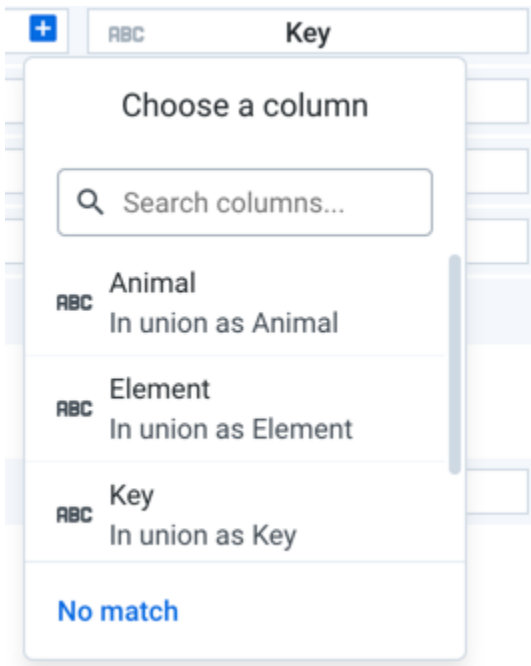 ABC Key
Choose a column
Search columns...
ABC Animal
In union as Animal
ABC Element
In union as Element
ABC Key
In union as Key
No match